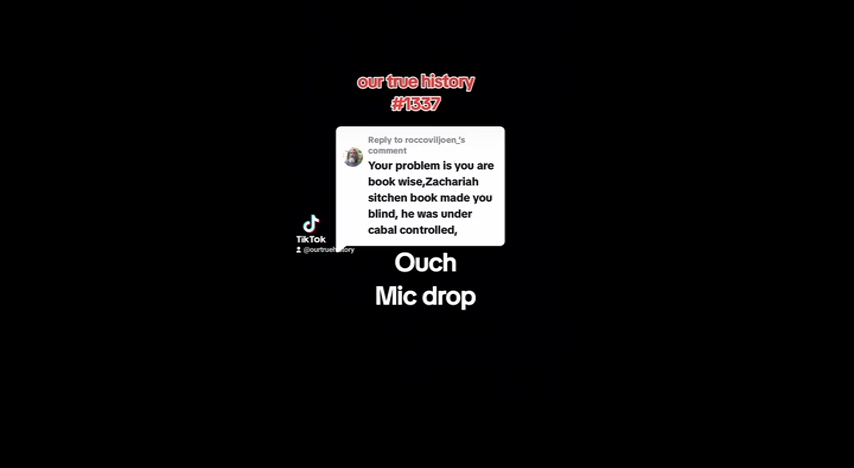 our true history
#1337
Reply to roccoviljoen_'s
comment
Your problem is you are
book wise,Zachariah
sitchen book made you
blind, he was under
cabal controlled,
TikTok
@ourtruehistory
Ouch
Mic drop